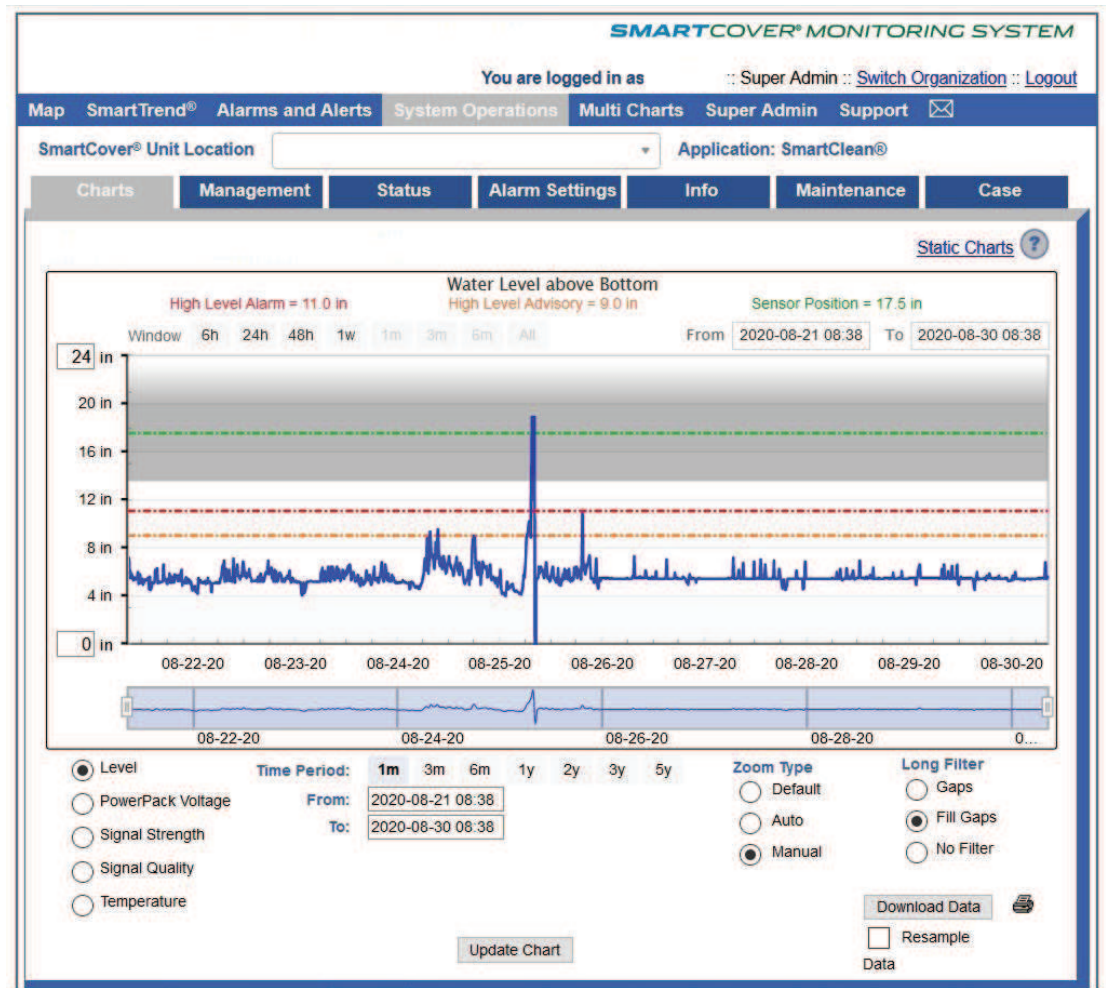 SMARTCOVER® MONITORING SYSTEM
You are logged in as :: Super Admin :: Switch Organization :: Logout
Map SmartTrend® Alarms and Alerts System Operations Multi Charts Super Admin Support
SmartCover® Unit Location Application: SmartClean®
Charts Management Status Alarm Settings Info Maintenance Case
Static Charts ?
Water Level above Bottom
High Level Alarm = 11.0 in High Level Advisory = 9.0 in Sensor Position = 17.5 in
Window 6h 24h 48h 1w 1m 3m 6m All From 2020-08-21 08:38 To 2020-08-30 08:38
24 in
20 in
16 in
12 in
8 in
4 in
0 in
08-22-20 08-23-20 08-24-20 08-25-20 08-26-20 08-27-20 08-28-20 08-29-20 08-30-20
08-22-20 08-24-20 08-26-20 08-28-20 0...
Level Time Period: 1m 3m 6m 1y 2y 3y 5y Zoom Type Long Filter
PowerPack Voltage From: 2020-08-21 08:38 Default Gaps
Signal Strength To: 2020-08-30 08:38 Auto Fill Gaps
Signal Quality Manual No Filter
Temperature
Download Data
Update Chart Resample
Data